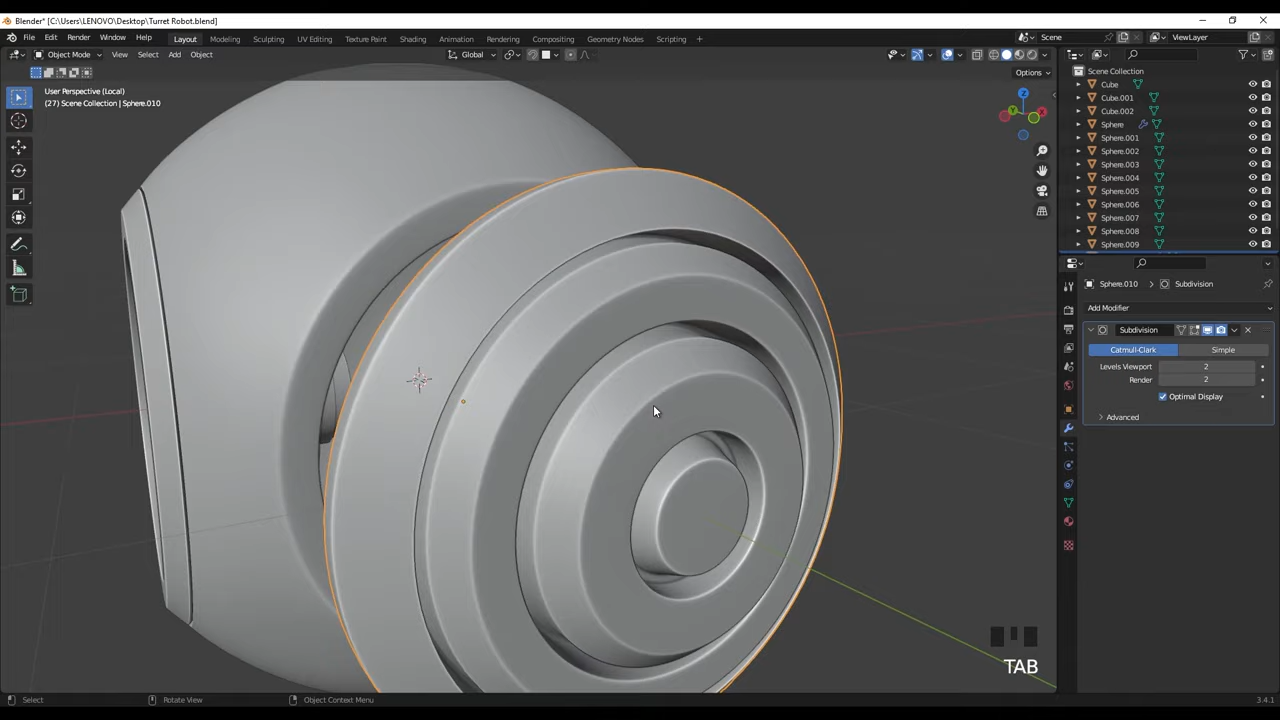 Blender* [C:\Users\LENOVO\Desktop\Turret Robot.blend]
File Edit Render Window Help Layout Modeling Sculpting UV Editing Texture Paint Shading Animation Rendering Compositing Geometry Nodes Scripting Scene ViewLayer
Object Mode View Select Add Object Global
Options
User Perspective (Local)
(27) Scene Collection | Sphere.010
Z
Y
X
Scene Collection
Cube
Cube.001
Cube.002
Sphere
Sphere.001
Sphere.002
Sphere.003
Sphere.004
Sphere.005
Sphere.006
Sphere.007
Sphere.008
Sphere.009
Sphere.010 > Subdivision
Add Modifier
Subdivision
Catmull-Clark Simple
Levels Viewport 2
Render 2
Optimal Display
Advanced
TAB
Select Rotate View Object Context Menu 3.4.1